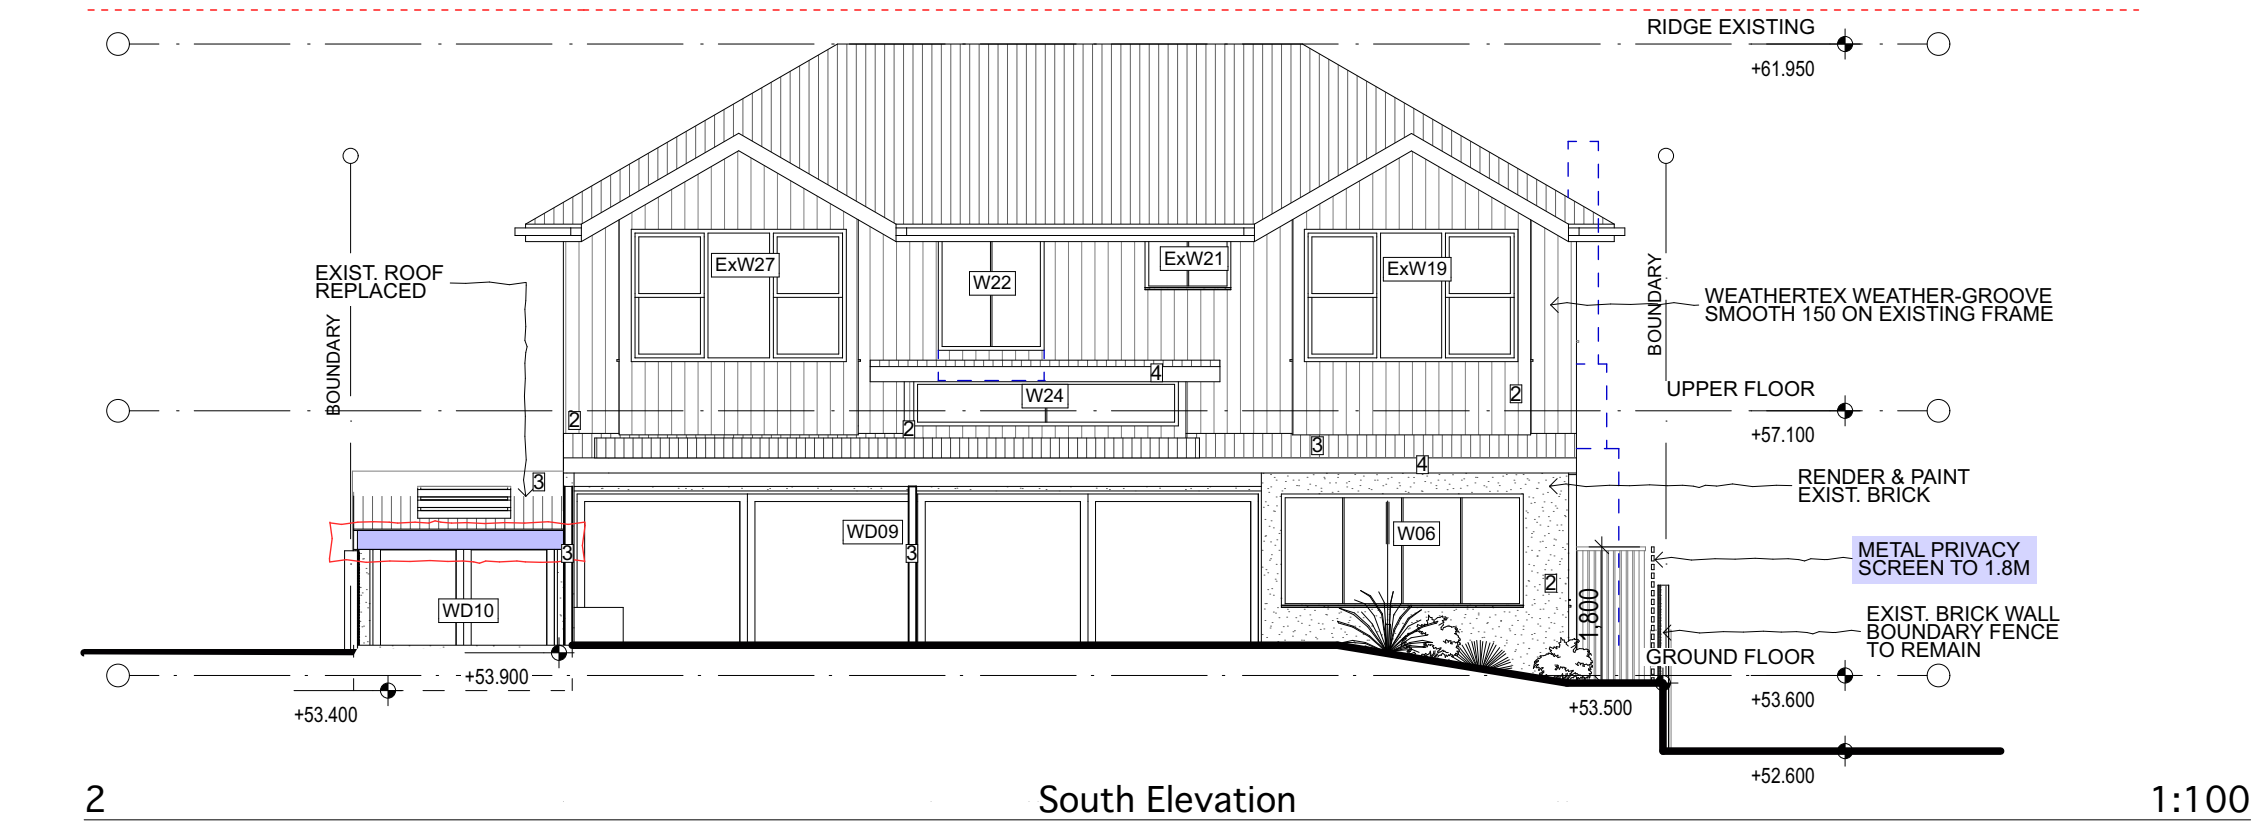 RIDGE EXISTING
+61.950
EXIST. ROOF
REPLACED
BOUNDARY
ExW27
W22
ExW21
ExW19
BOUNDARY
WEATHERTEX WEATHER-GROOVE
SMOOTH 150 ON EXISTING FRAME
4
W24
2
2
2
UPPER FLOOR
+57.100
3
4
3
RENDER & PAINT
EXIST. BRICK
WD09
W06
3
3
METAL PRIVACY
SCREEN TO 1.8M
2
WD10
1,800
EXIST. BRICK WALL
BOUNDARY FENCE
TO REMAIN
GROUND FLOOR
+53.900
+53.400
+53.500
+53.600
+52.600
2
South Elevation
1:100